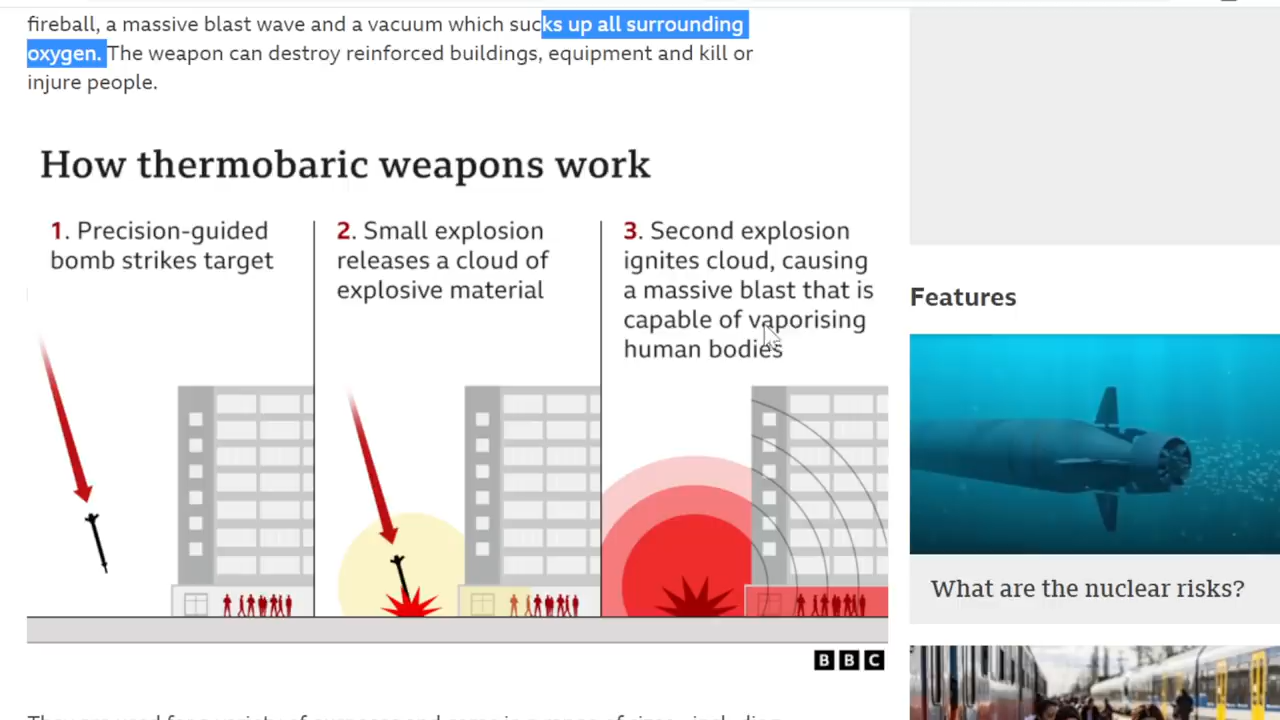 fireball, a massive blast wave and a vacuum which sucks up all surrounding
oxygen. The weapon can destroy reinforced buildings, equipment and kill or
injure people.
How thermobaric weapons work
1. Precision-guided
bomb strikes target
2. Small explosion
releases a cloud of
explosive material
3. Second explosion
ignites cloud, causing
a massive blast that is
capable of vaporising
human bodies
BBC
Features
What are the nuclear risks?